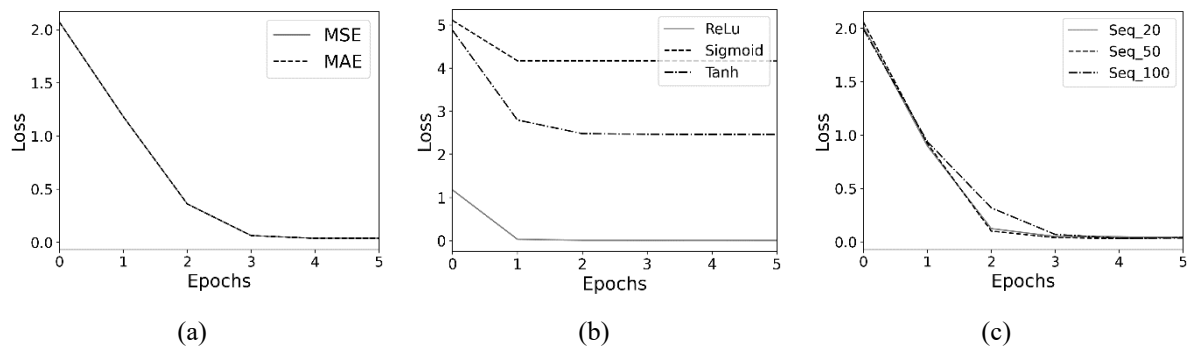 2.0
1.5
1.0
0.5
0.0
Loss
0 1 2 3 4 5
Epochs
MSE
MAE
(a)
5
4
3
2
1
0
Loss
0 1 2 3 4 5
Epochs
ReLu
Sigmoid
Tanh
(b)
2.0
1.5
1.0
0.5
0.0
Loss
0 1 2 3 4 5
Epochs
Seq_20
Seq_50
Seq_100
(c)